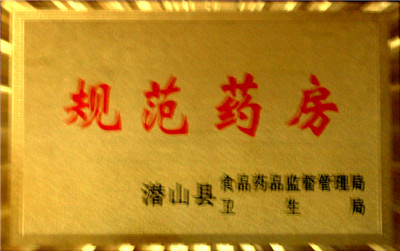 规范药房
潜山县 食品药品监督管理局
卫生局